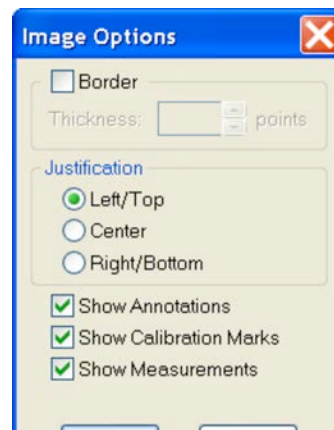 Image Options
Border
Thickness: points
Justification
Left/Top
Center
Right/Bottom
Show Annotations
Show Calibration Marks
Show Measurements